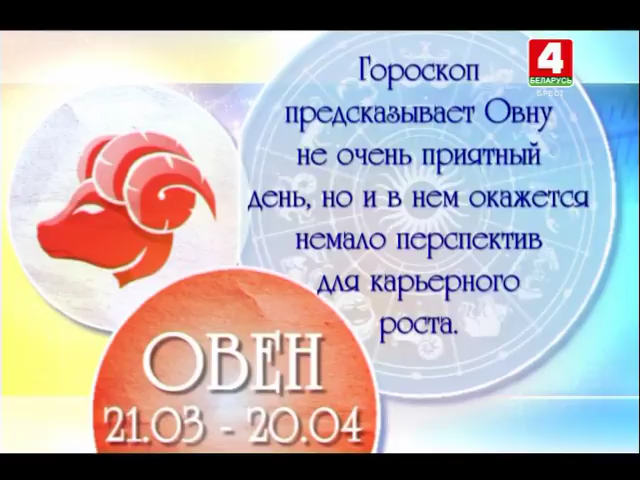 4
БЕЛАРУСЬ
БРЕСТ
Гороскоп
предсказывает Овну
не очень приятный
день, но и в нем окажется
немало перспектив
для карьерного
роста.
ОВЕН
21.03 - 20.04